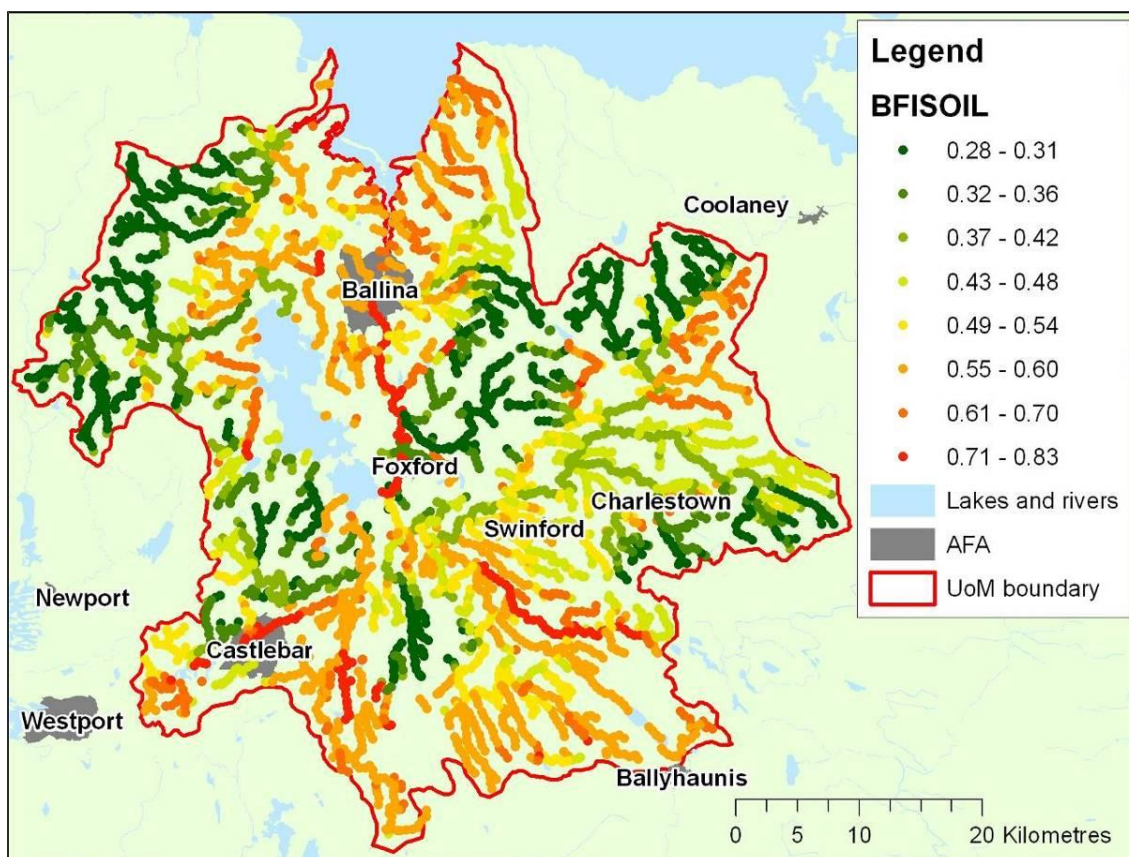 Legend
BFISOIL
0.28 - 0.31
0.32 - 0.36
0.37 - 0.42
0.43 - 0.48
0.49 - 0.54
0.55 - 0.60
0.61 - 0.70
0.71 - 0.83
Lakes and rivers
AFA
UoM boundary
Coolaney
Ballina
Foxford
Charlestown
Swinford
Newport
Castlebar
Westport
Ballyhaunis
0 5 10 20 Kilometres